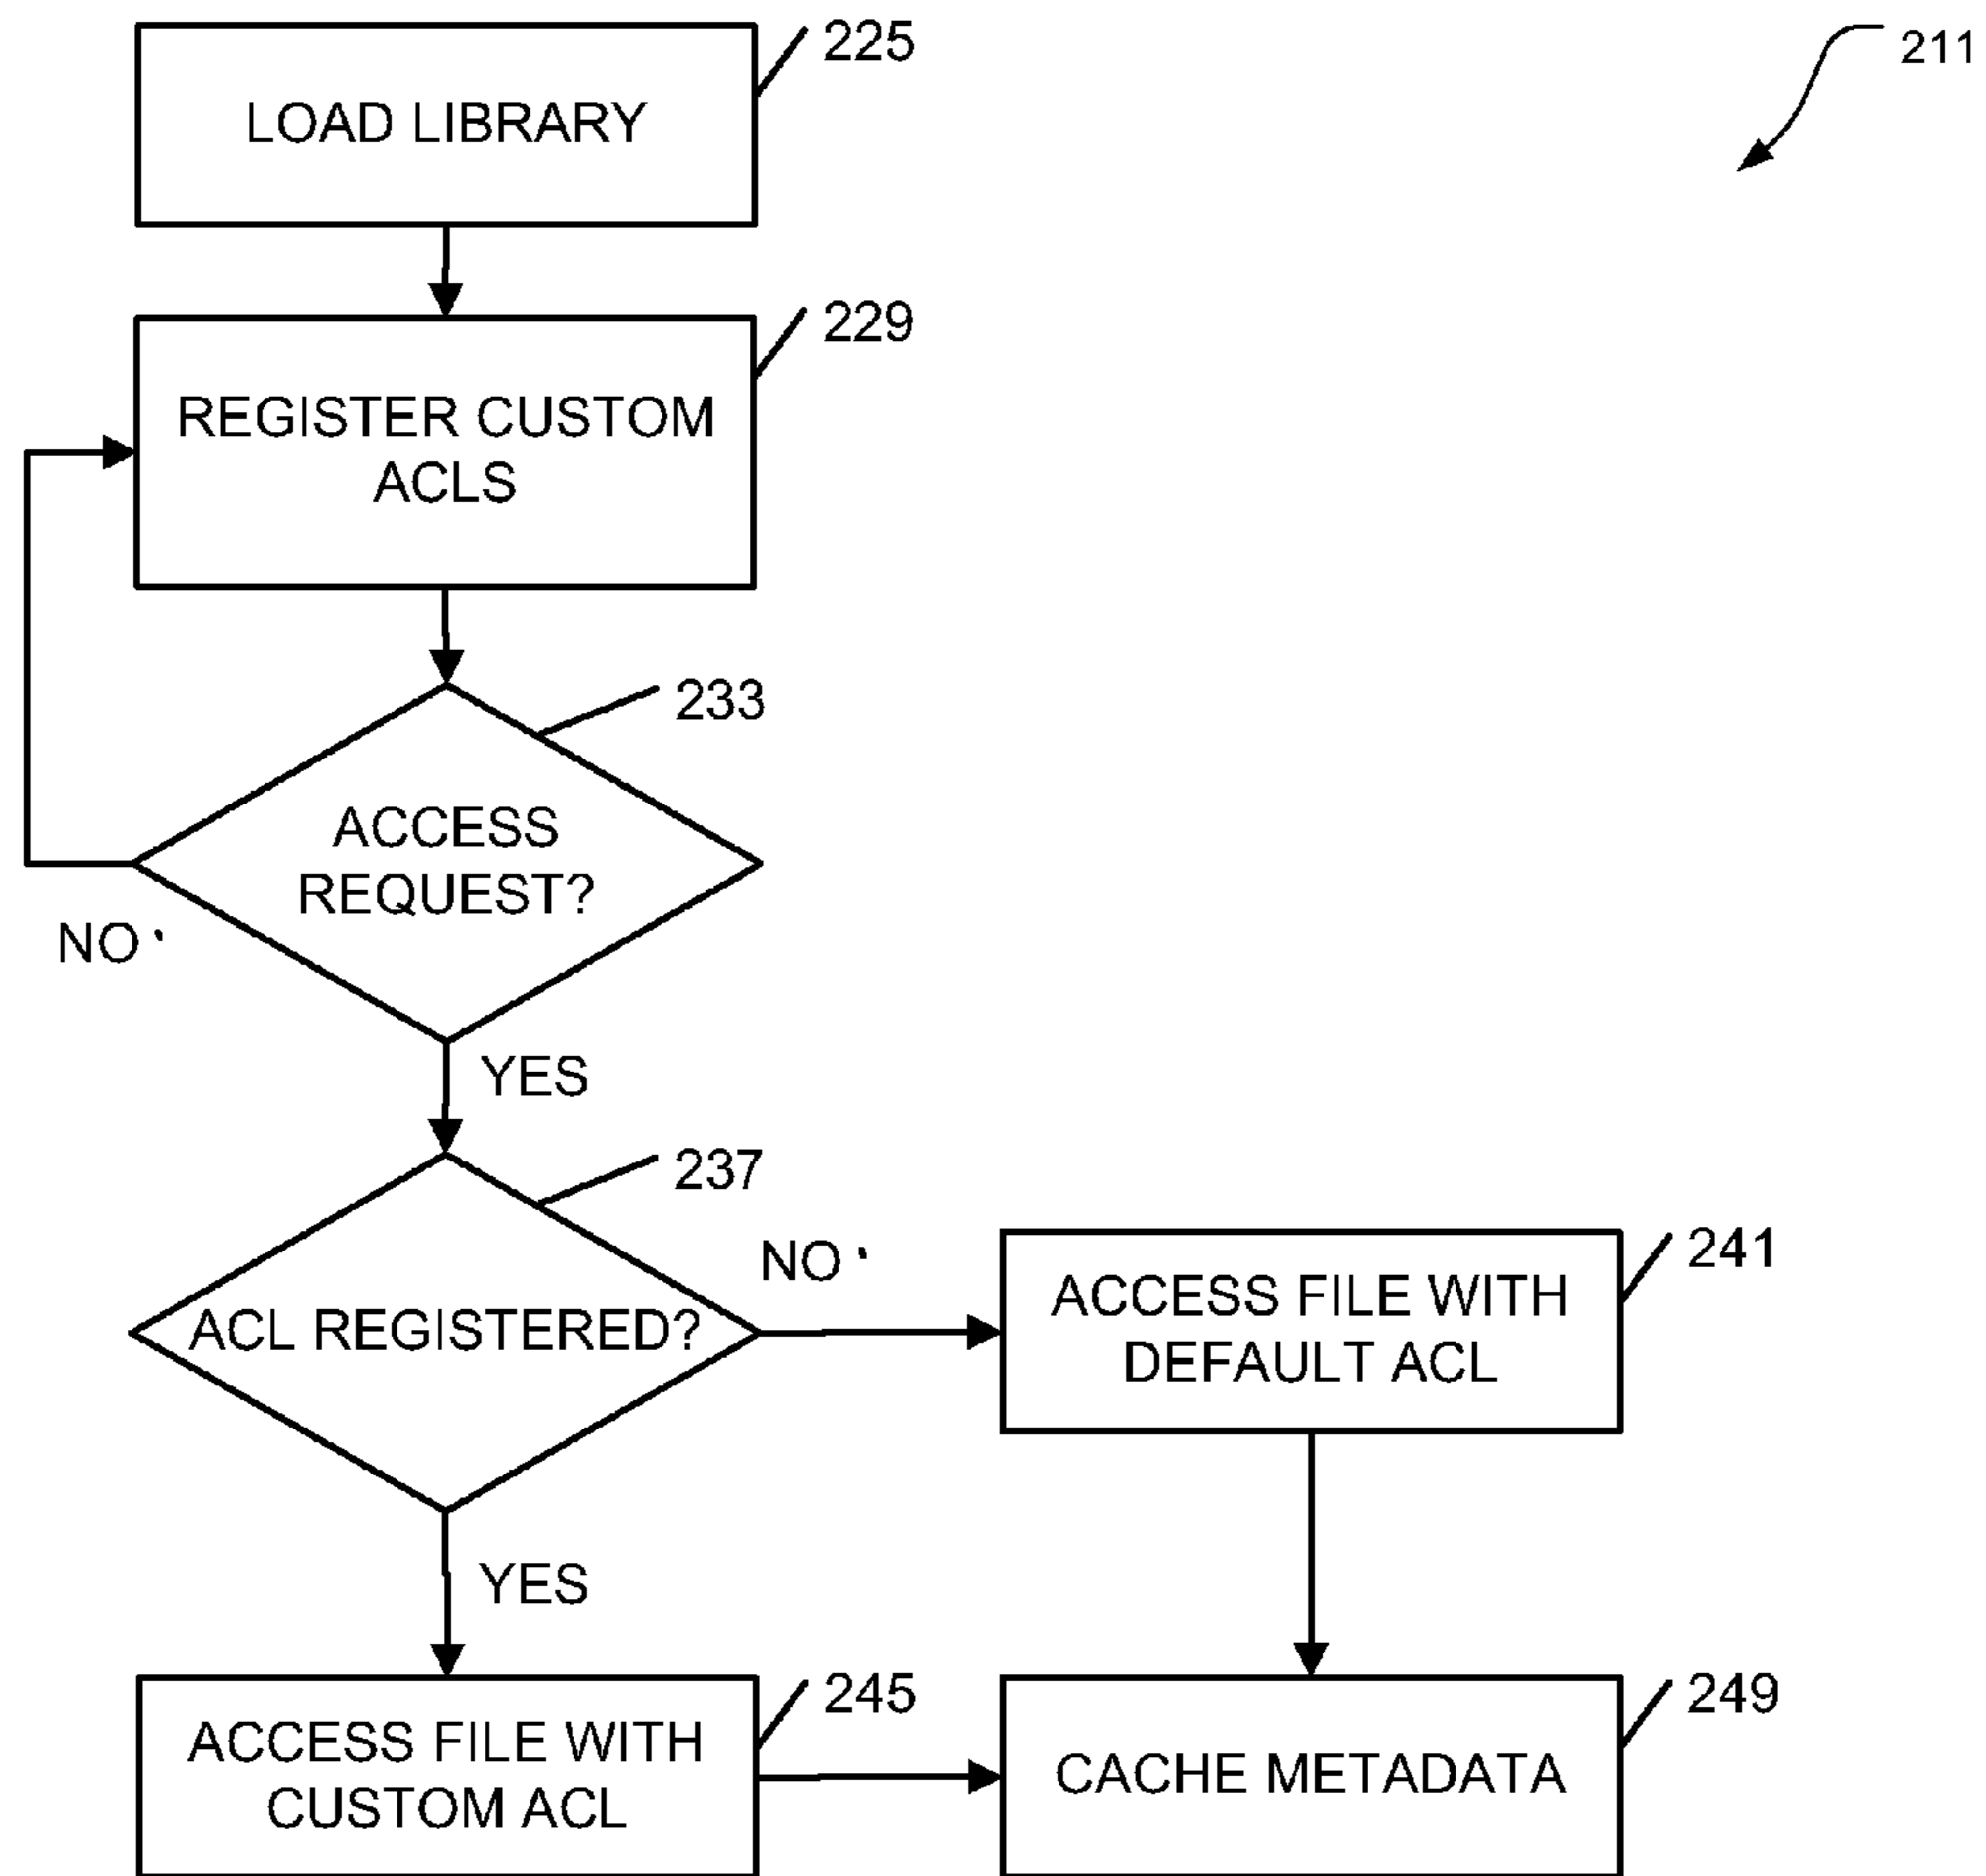 225
211
LOAD LIBRARY
229
REGISTER CUSTOM
ACLS
233
ACCESS
REQUEST?
NO
YES
237
NO
241
ACL REGISTERED?
ACCESS FILE WITH
DEFAULT ACL
YES
245
249
ACCESS FILE WITH
CUSTOM ACL
CACHE METADATA